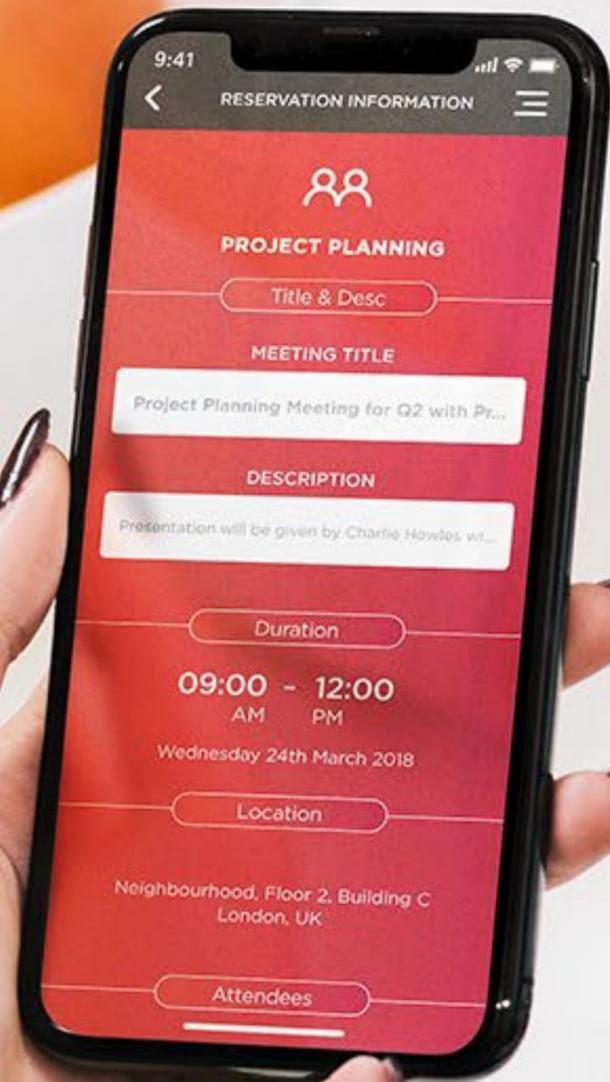 9:41
RESERVATION INFORMATION
PROJECT PLANNING
Title & Desc
MEETING TITLE
Project Planning Meeting for Q2 with Pr...
DESCRIPTION
Presentation will be given by Charlie Howles wi...
Duration
09:00 - 12:00
AM PM
Wednesday 24th March 2018
Location
Neighbourhood, Floor 2, Building C
London, UK
Attendees